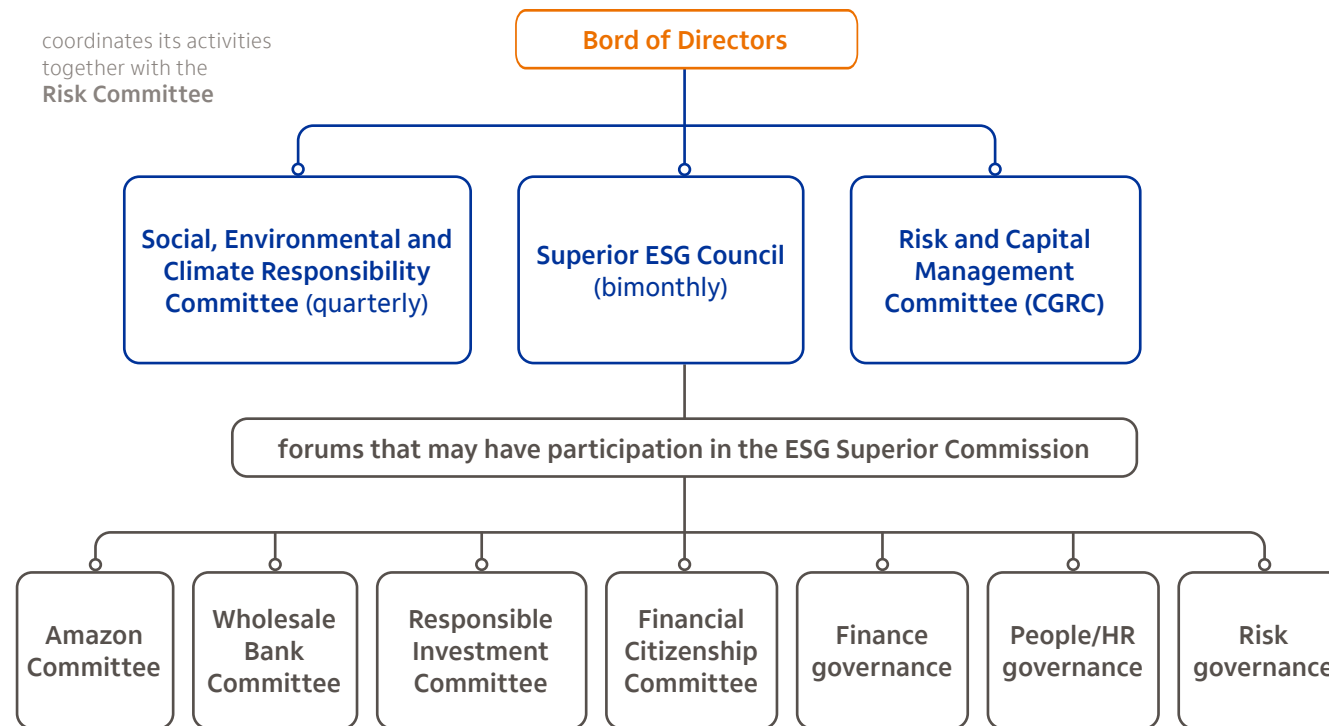 coordinates its activities
together with the
Risk Committee
Bord of Directors
Social, Environmental and
Climate Responsibility
Committee (quarterly)
Superior ESG Council
(bimonthly)
Risk and Capital
Management
Committee (CGRC)
forums that may have participation in the ESG Superior Commission
Amazon
Committee
Wholesale
Bank
Committee
Responsible
Investment
Committee
Financial
Citizenship
Committee
Finance
governance
People/HR
governance
Risk
governance